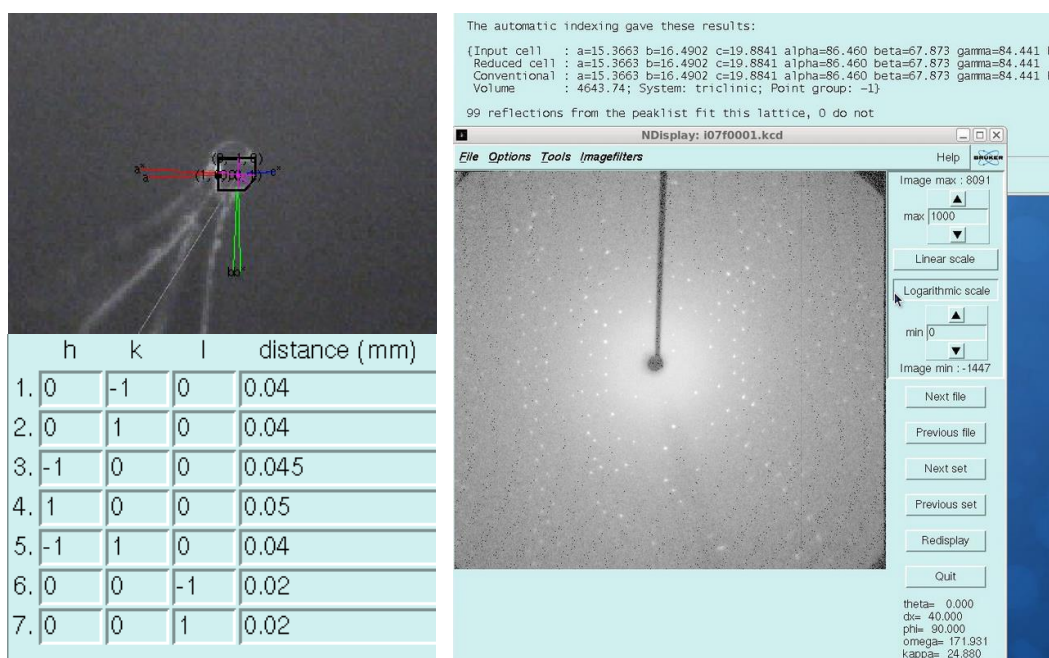 a*
a
c*
b b*
h k l distance (mm)
1. 0 -1 0 0.04
2. 0 1 0 0.04
3. -1 0 0 0.045
4. 1 0 0 0.05
5. -1 1 0 0.04
6. 0 0 -1 0.02
7. 0 0 1 0.02
The automatic indexing gave these results:
{Input cell : a=15.3663 b=16.4902 c=19.8841 alpha=86.460 beta=67.873 gamma=84.441
Reduced cell : a=15.3663 b=16.4902 c=19.8841 alpha=86.460 beta=67.873 gamma=84.441
Conventional : a=15.3663 b=16.4902 c=19.8841 alpha=86.460 beta=67.873 gamma=84.441
Volume : 4643.74; System: triclinic; Point group: -1}
99 reflections from the peaklist fit this lattice, 0 do not
NDisplay: i07f0001.kcd
File Options Tools Imagefilters Help BRUKER
Image max : 8091
max 1000
Linear scale
Logarithmic scale
min 0
Image min : -1447
Next file
Previous file
Next set
Previous set
Redisplay
Quit
theta= 0.000
dx= 40.000
phi= 90.000
omega= 171.931
kappa= 24.880